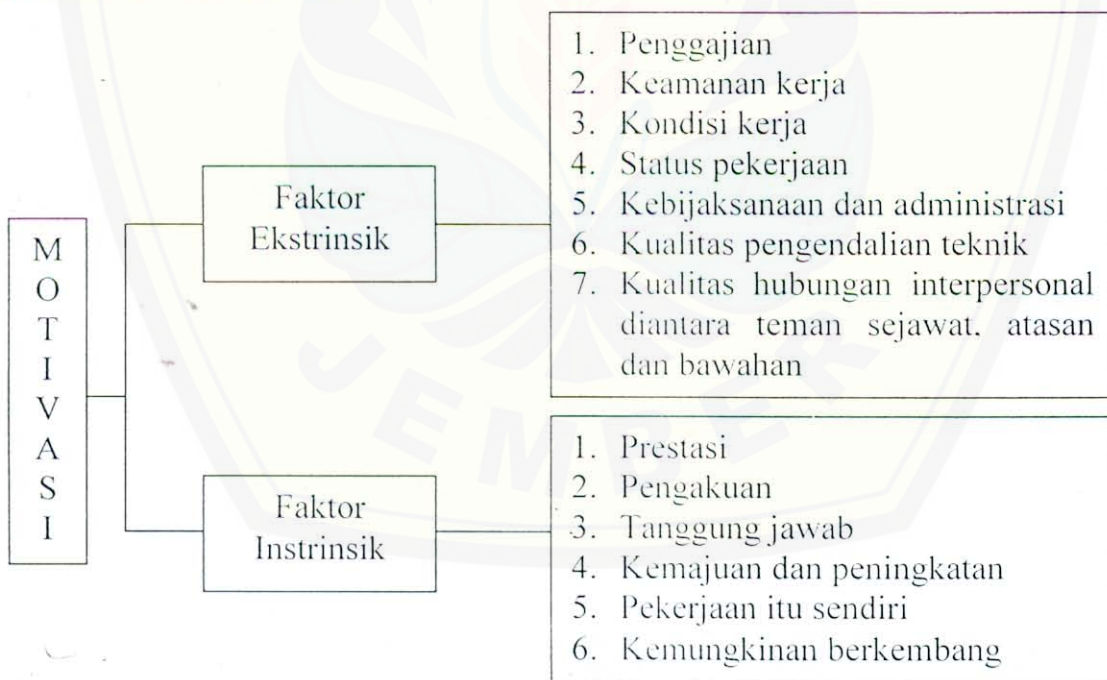 MOTIVASI
Faktor
Ekstrinsik
1. Penggajian
2. Keamanan kerja
3. Kondisi kerja
4. Status pekerjaan
5. Kebijaksanaan dan administrasi
6. Kualitas pengendalian teknik
7. Kualitas hubungan interpersonal
diantara teman sejawat, atasan
dan bawahan
Faktor
Instrinsik
1. Prestasi
2. Pengakuan
3. Tanggung jawab
4. Kemajuan dan peningkatan
5. Pekerjaan itu sendiri
6. Kemungkinan berkembang
JEMBER